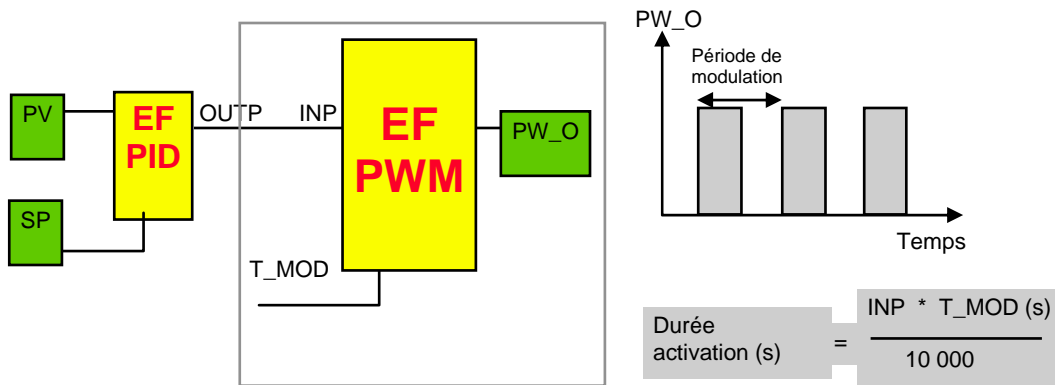 PV
SP
EF
PID
OUTP
INP
EF
PWM
T_MOD
PW_O
PW_O
Période de
modulation
Temps
Durée
activation (s)
=
INP * T_MOD (s)
10 000